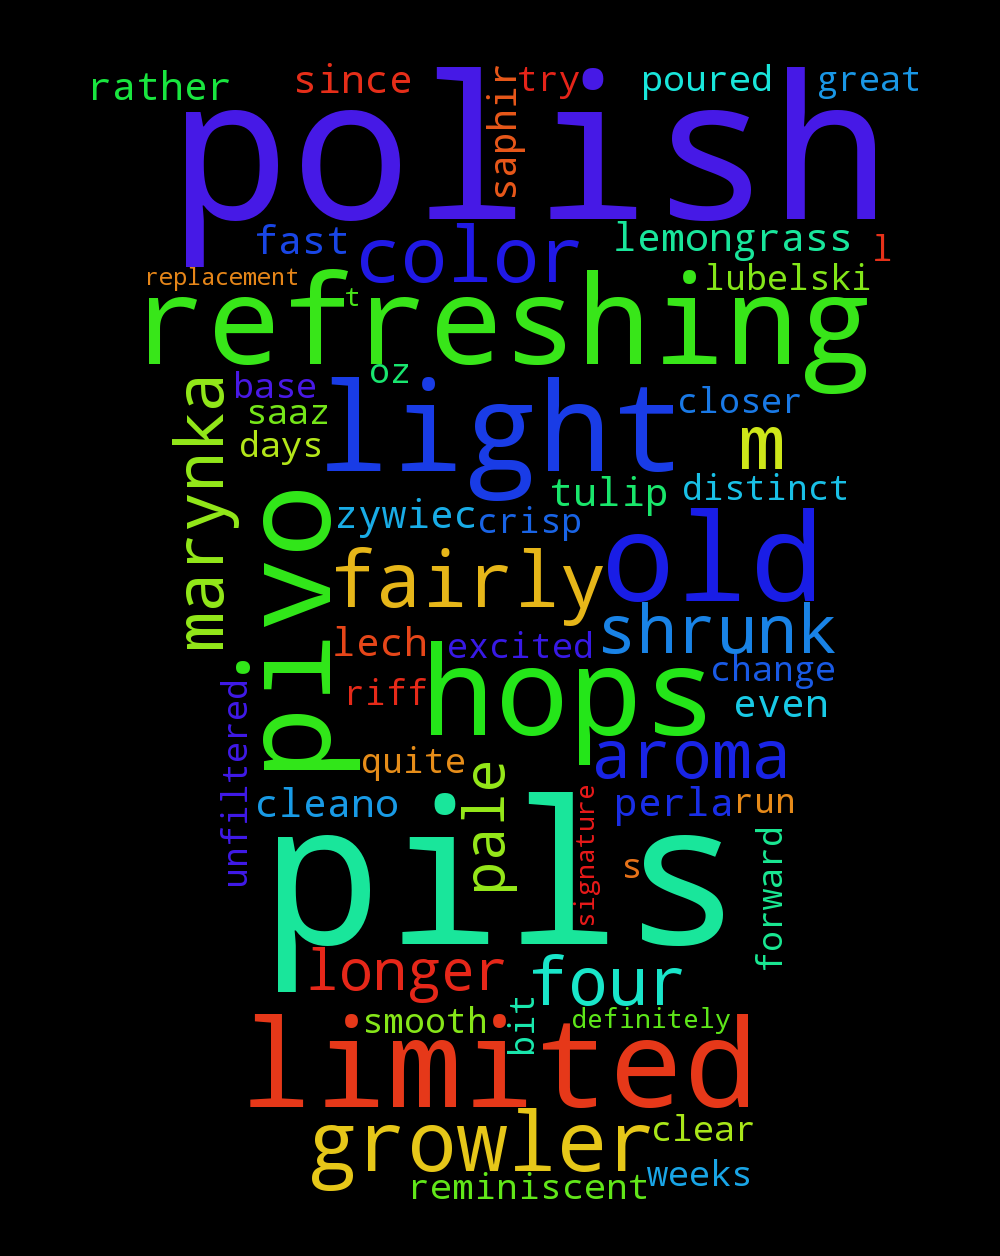 rather since saphir try poured great
polish
fast color lemongrass l
replacement t lubelski
refreshing
oz
marynka base light closer
saaz m
days
tulip distinct
pivo zywiec crisp
fairly old
shrunk
lech excited change
hops
riff even
unfiltered quite aroma
pale
cleano signature perla run
pils s forward
longer four
smooth bit definitely
limited
growler clear
reminiscent weeks